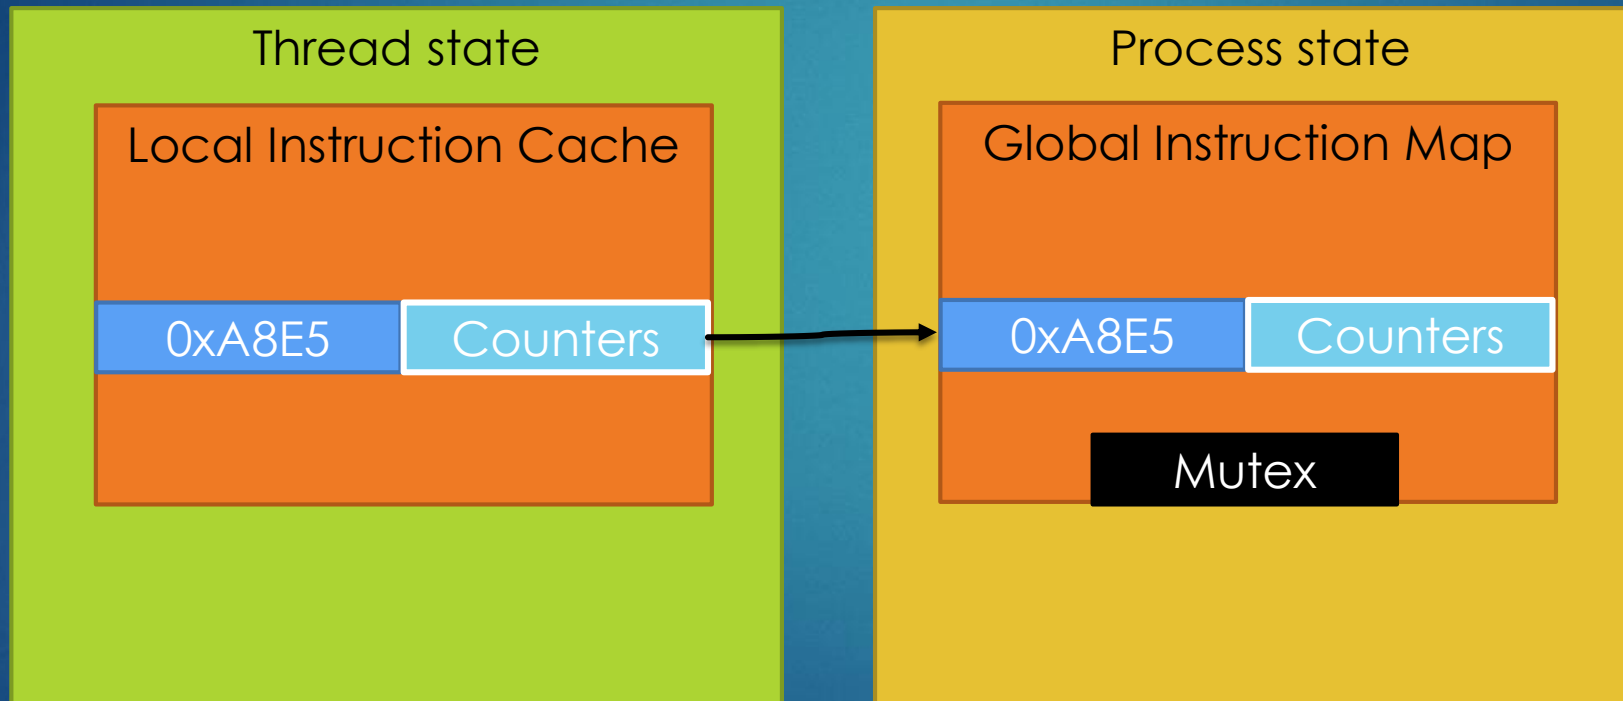 Thread state
Local Instruction Cache
0xA8E5 Counters
Process state
Global Instruction Map
0xA8E5 Counters
Mutex